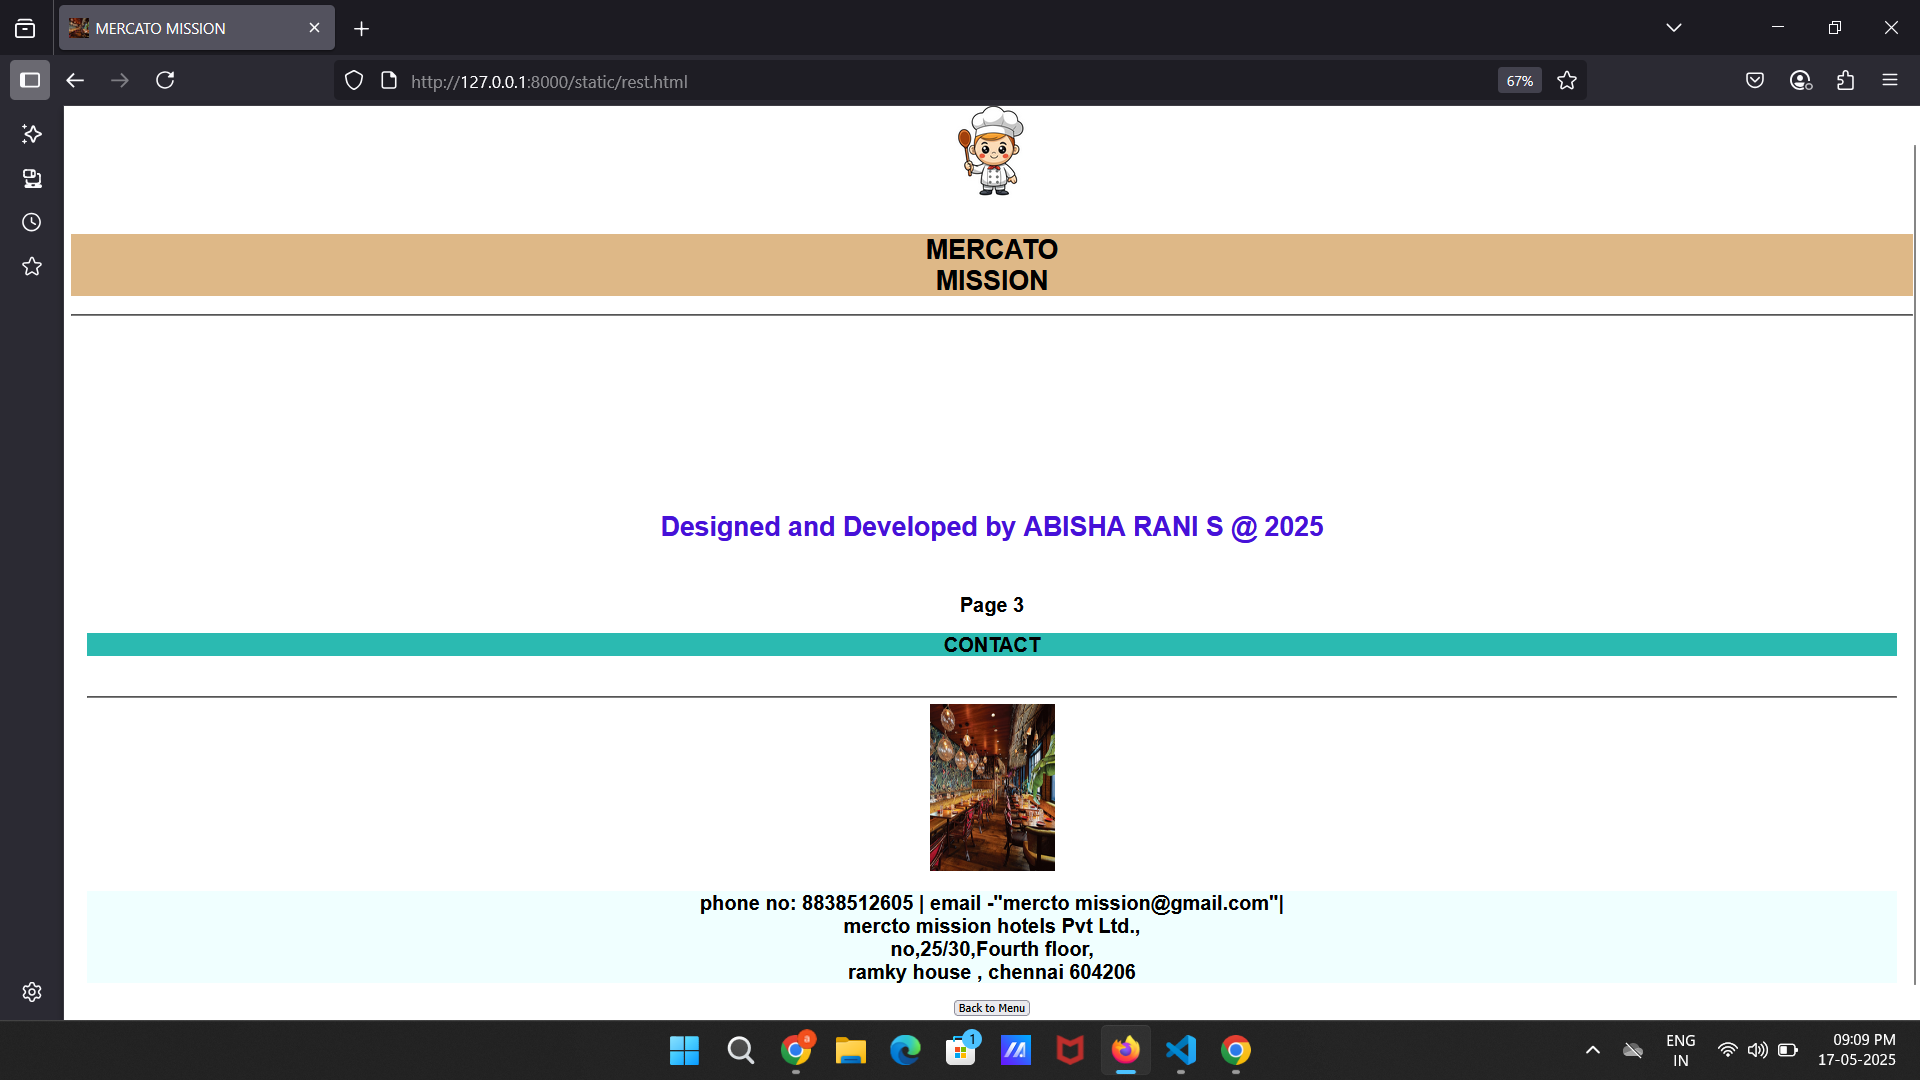 MERCATO MISSION
http://127.0.0.1:8000/static/rest.html
67%
MERCATO
MISSION
Designed and Developed by ABISHA RANI S @ 2025
Page 3
CONTACT
phone no: 8838512605 | email -"mercto mission@gmail.com"|
mercto mission hotels Pvt Ltd.,
no,25/30,Fourth floor,
ramky house , chennai 604206
Back to Menu
a
1
ENG
IN
09:09 PM
17-05-2025